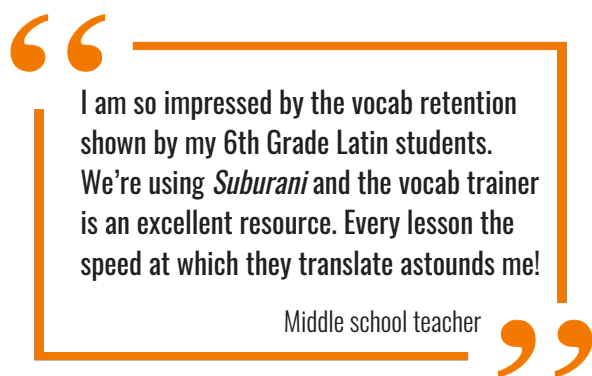 “
I am so impressed by the vocab retention
shown by my 6th Grade Latin students.
We’re using Suburani and the vocab trainer
is an excellent resource. Every lesson the
speed at which they translate astounds me!
Middle school teacher
”